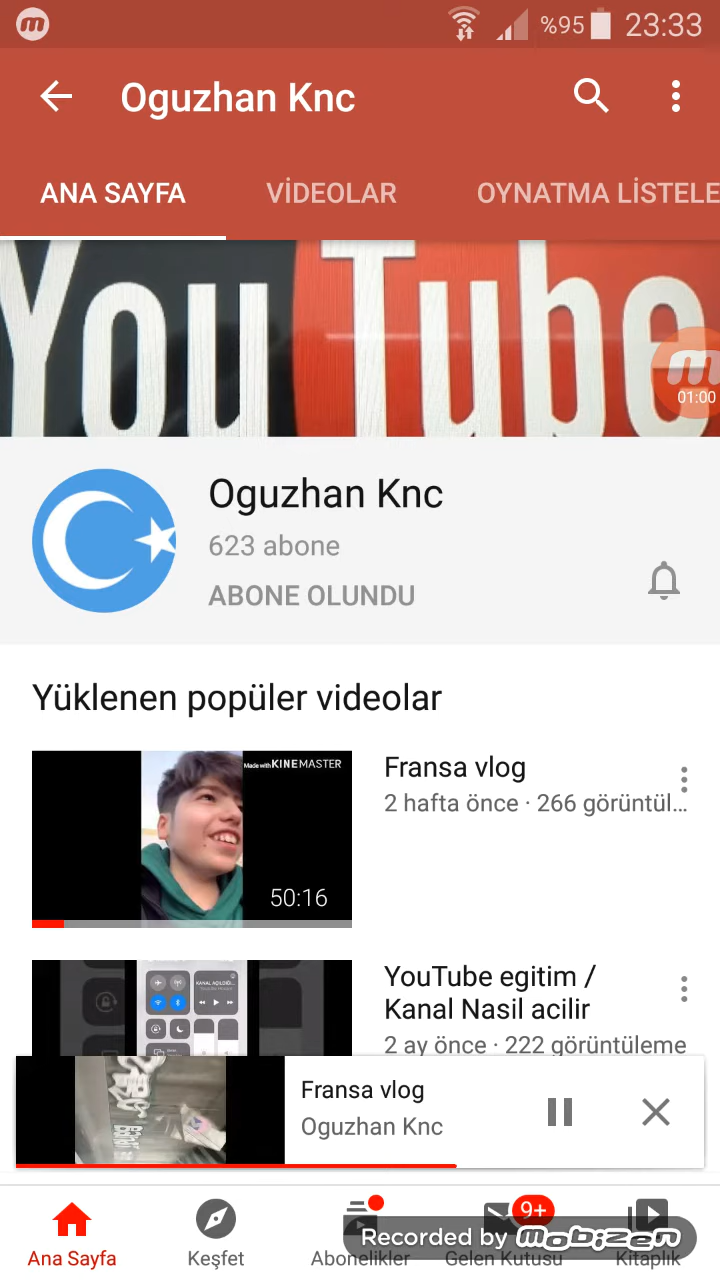 %95 23:33
Oguzhan Knc
ANA SAYFA VİDEOLAR OYNATMA LİSTELE
YouTube
m
01:00
Oguzhan Knc
623 abone
ABONE OLUNDU
Yüklenen popüler videolar
Made with KINEMASTER
50:16
Fransa vlog
2 hafta önce · 266 görüntül...
YouTube egitim /
Kanal Nasil acilir
2 ay önce · 222 görüntüleme
Fransa vlog
Oguzhan Knc
9+
Recorded by mobizen
Ana Sayfa Keşfet Abonelikler Gelen Kutusu Kitaplık